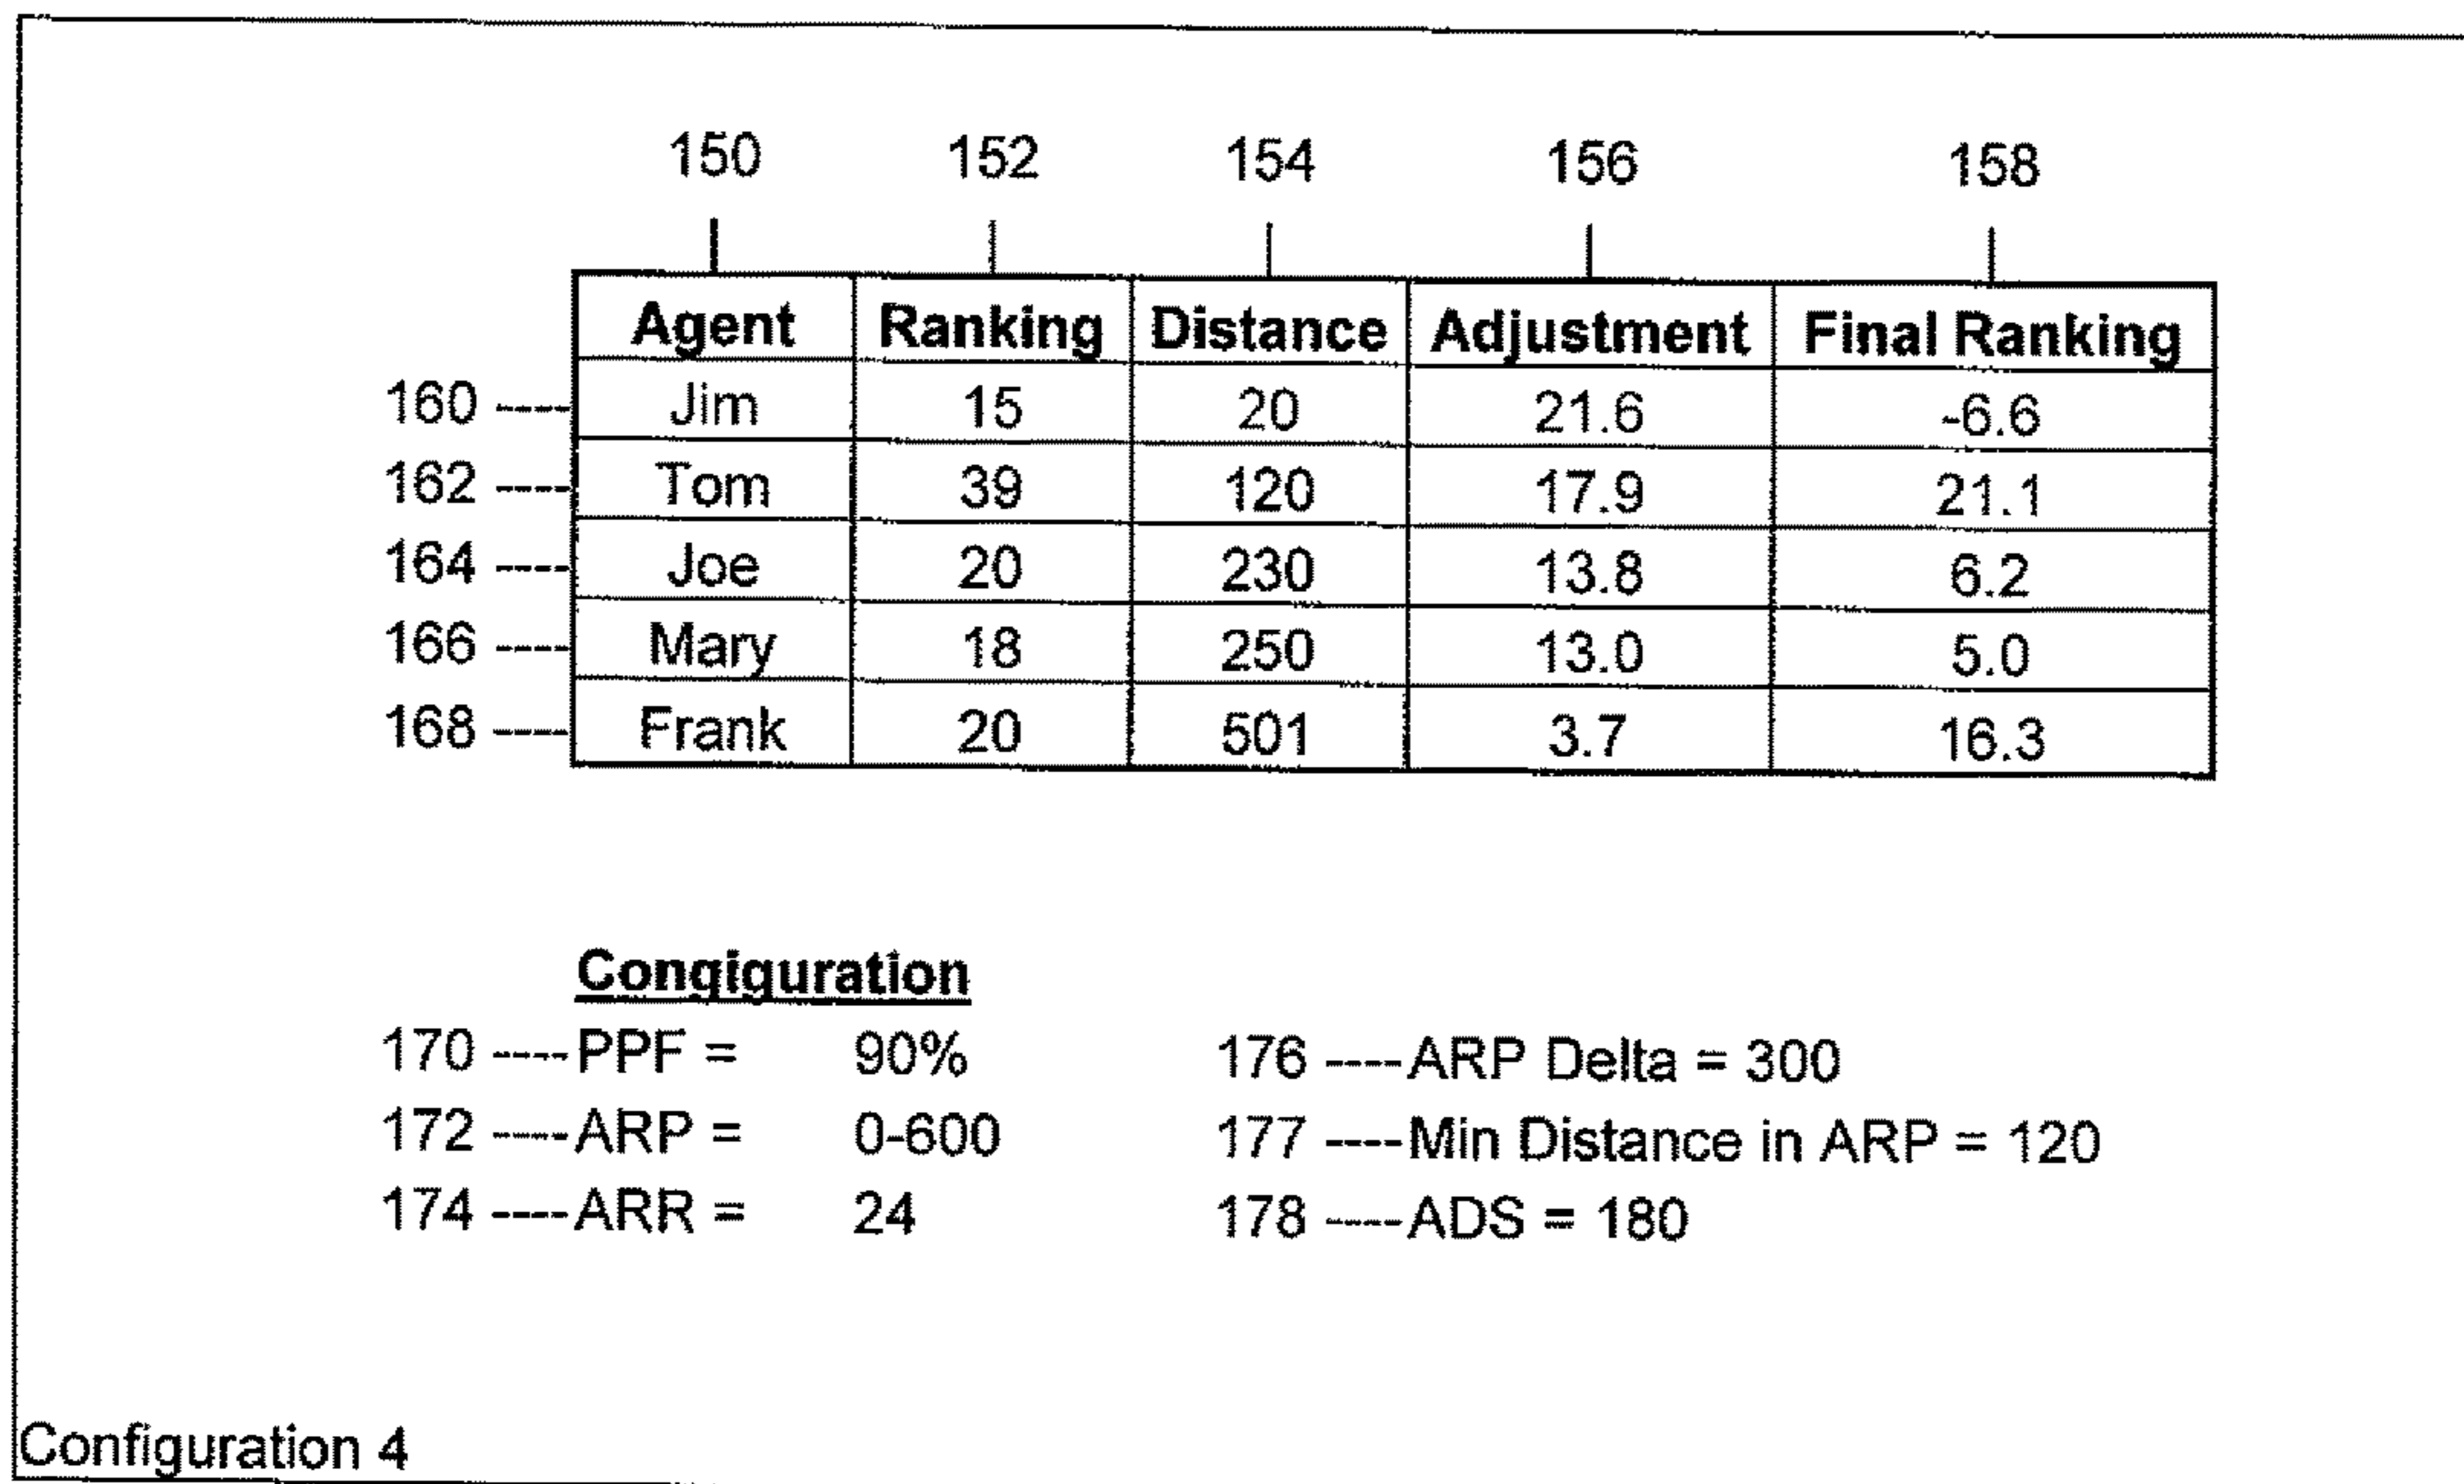 150 152 154 156 158
Agent Ranking Distance Adjustment Final Ranking
160 ---- Jim 15 20 21.6 -6.6
162 ---- Tom 39 120 17.9 21.1
164 ---- Joe 20 230 13.8 6.2
166 ---- Mary 18 250 13.0 5.0
168 ---- Frank 20 501 3.7 16.3
Conqiguration
170 ---- PPF = 90% 176 ---- ARP Delta = 300
172 ---- ARP = 0-600 177 ---- Min Distance in ARP = 120
174 ---- ARR = 24 178 ---- ADS = 180
Configuration 4